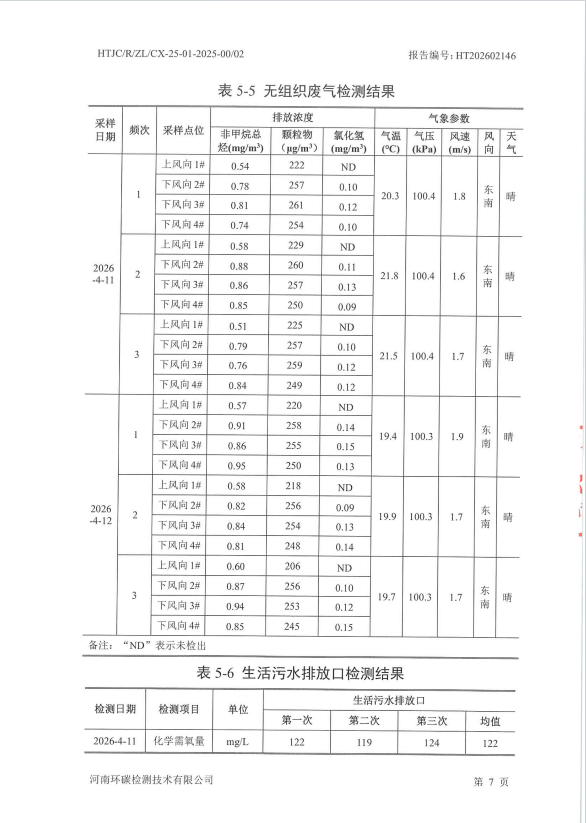 HTJC/R/ZL/CX-25-01-2025-00/02 报告编号: HT202602146
表 5-5 无组织废气检测结果
采样日期 频次 采样点位 排放浓度 气象参数
非甲烷总烃(mg/m³) 颗粒物(μg/m³) 氯化氢(mg/m³) 气温(℃) 气压(kPa) 风速(m/s) 风向 天气
2026-4-11 1 上风向 1# 0.54 222 ND 20.3 100.4 1.8 东南 晴
下风向 2# 0.78 257 0.10
下风向 3# 0.81 261 0.12
下风向 4# 0.74 254 0.10
2 上风向 1# 0.58 229 ND 21.8 100.4 1.6 东南 晴
下风向 2# 0.88 260 0.11
下风向 3# 0.86 257 0.13
下风向 4# 0.85 250 0.09
3 上风向 1# 0.51 225 ND 21.5 100.4 1.7 东南 晴
下风向 2# 0.79 257 0.10
下风向 3# 0.76 259 0.12
下风向 4# 0.84 249 0.12
2026-4-12 1 上风向 1# 0.57 220 ND 19.4 100.3 1.9 东南 晴
下风向 2# 0.91 258 0.14
下风向 3# 0.86 255 0.15
下风向 4# 0.95 250 0.13
2 上风向 1# 0.58 218 ND 19.9 100.3 1.7 东南 晴
下风向 2# 0.82 256 0.09
下风向 3# 0.84 254 0.13
下风向 4# 0.81 248 0.14
3 上风向 1# 0.60 206 ND 19.7 100.3 1.7 东南 晴
下风向 2# 0.87 256 0.10
下风向 3# 0.94 253 0.12
下风向 4# 0.85 245 0.15
备注: “ND”表示未检出
表 5-6 生活污水排放口检测结果
检测日期 检测项目 单位 生活污水排放口
第一次 第二次 第三次 均值
2026-4-11 化学需氧量 mg/L 122 119 124 122
河南环碳检测技术有限公司 第 7 页